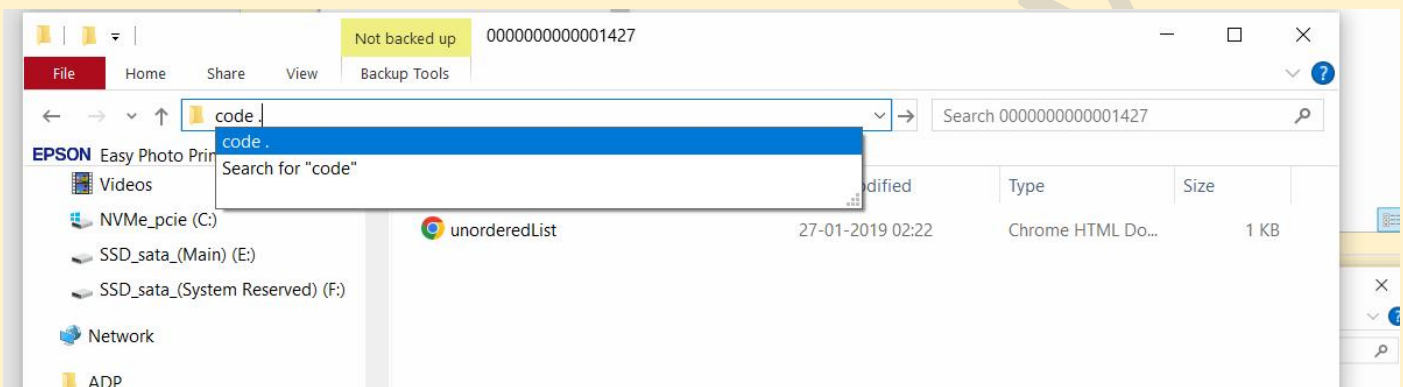 Not backed up 0000000000001427
File Home Share View Backup Tools
code . Search 0000000000001427
code .
EPSON Easy Photo Prin
Search for "code"
Videos dified Type Size
NVMe_pcie (C:)
unorderedList 27-01-2019 02:22 Chrome HTML Do... 1 KB
SSD_sata_(Main) (E:)
SSD_sata_(System Reserved) (F:)
Network
ADP